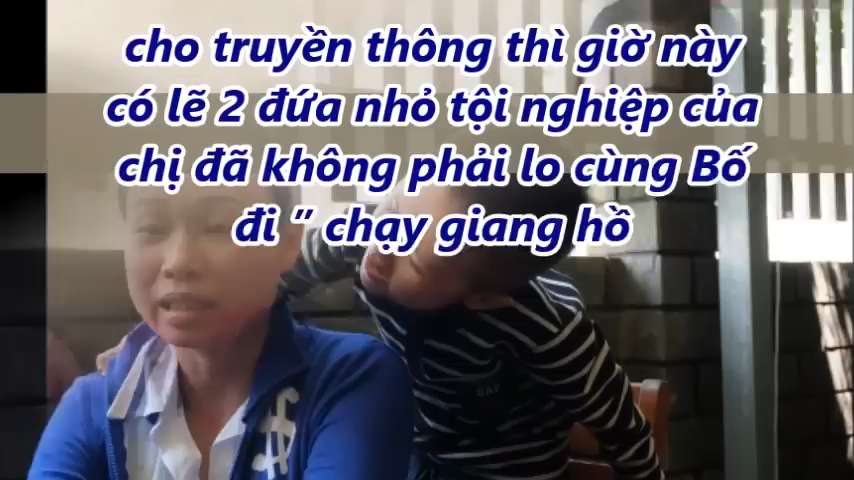 cho truyền thông thì giờ này
có lẽ 2 đứa nhỏ tội nghiệp của
chị đã không phải lo cùng Bố
đi " chạy giang hồ
GAP